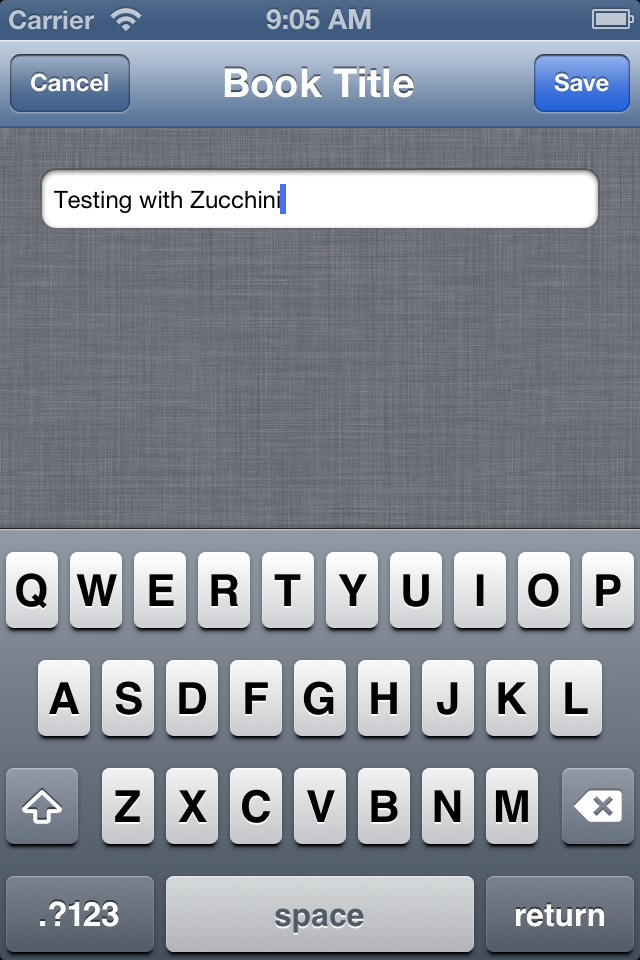 Carrier 9:05 AM
Cancel Book Title Save
Testing with Zucchini
Q W E R T Y U I O P
A S D F G H J K L
Z X C V B N M
.?123 space return